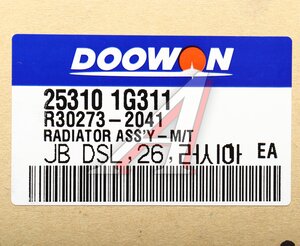 DOOWON
25310 1G311
R30273-2041
RADIATOR ASS'Y-M/T
JB DSL, 26, 러시아 EA